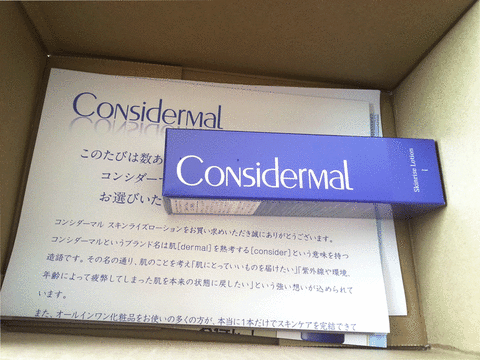 CONSIDERMAL
このたびは数あ
コンシダー
お選びいた
CONSIDERMAL
Skinrise Lotion
I
コンシダーマル スキンライズローションをお買い求めいただき誠にありがとうございます。
コンシダーマルというブランド名は肌[dermal]を熟考する[consider]という意味を持つ
造語です。その名の通り、肌のことを考え「肌にとっていいものを届けたい」「紫外線や環境、
年齢によって疲弊してしまった肌を本来の状態に戻したい」という強い想いが込められて
います。
また、オールインワン化粧品をお使いの多くの方が、本当に1本だけでスキンケアを完結できて